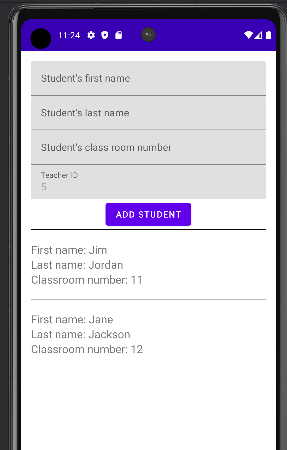 11:24
Student's first name
Student's last name
Student's class room number
Teacher ID
5
ADD STUDENT
First name: Jim
Last name: Jordan
Classroom number: 11
First name: Jane
Last name: Jackson
Classroom number: 12